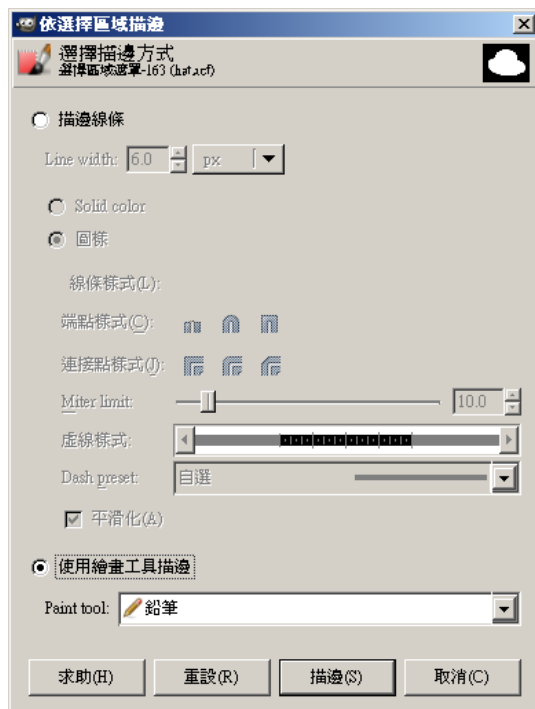 依選擇區域描邊
選擇描邊方式
選擇區域遮罩-163 (hat.xcf)
描邊線條
Line width: 6.0 px
Solid color
圖樣
線條樣式(L):
端點樣式(C):
連接點樣式(J):
Miter limit: 10.0
虛線樣式:
Dash preset: 自選
平滑化(A)
使用繪畫工具描邊
Paint tool: 鉛筆
求助(H) 重設(R) 描邊(S) 取消(C)